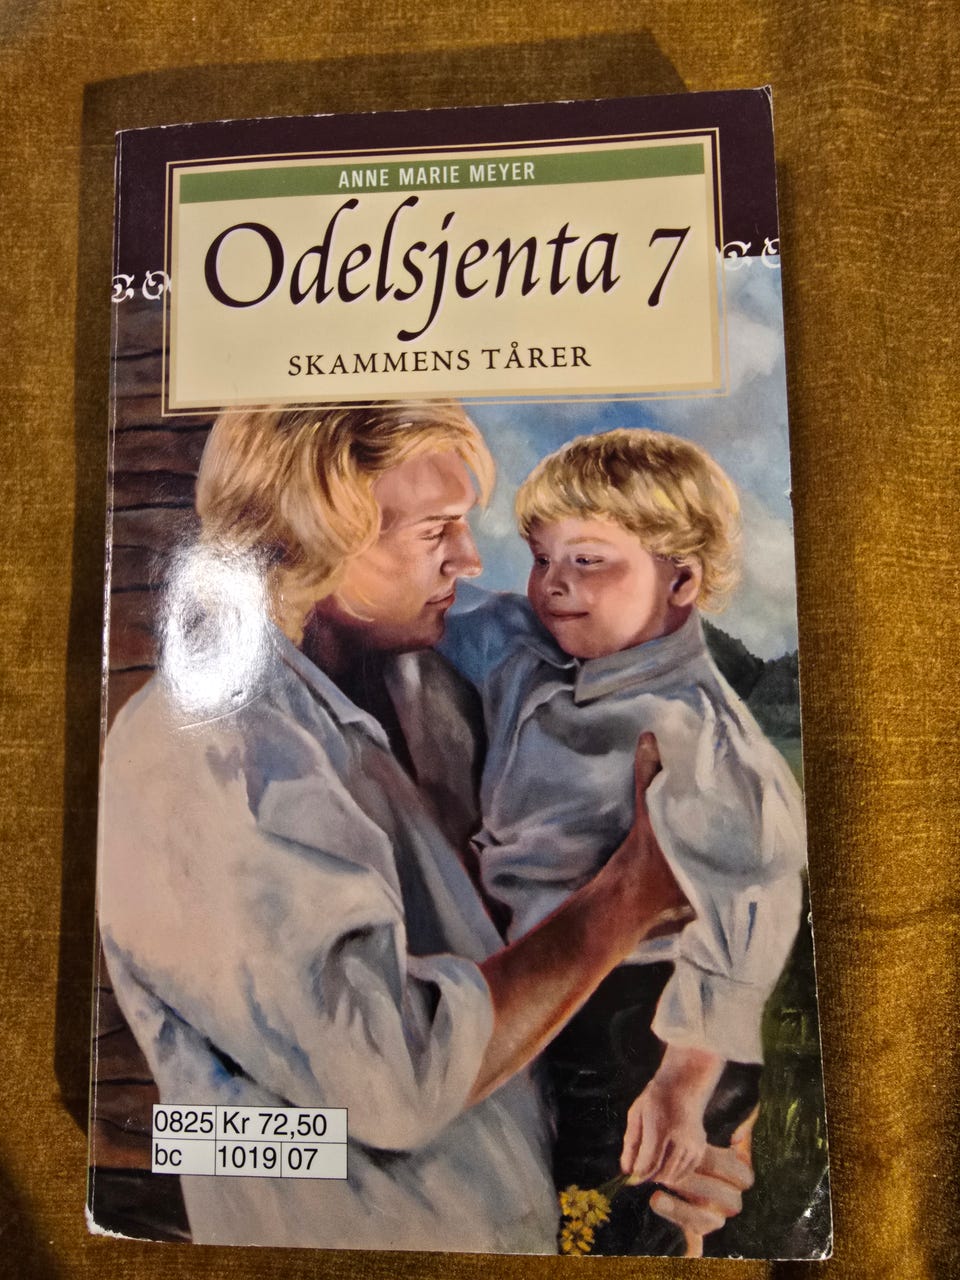 ANNE MARIE MEYER
Odelsjenta 7
SKAMMENS TÅRER
0825 Kr 72,50
bc 1019 07